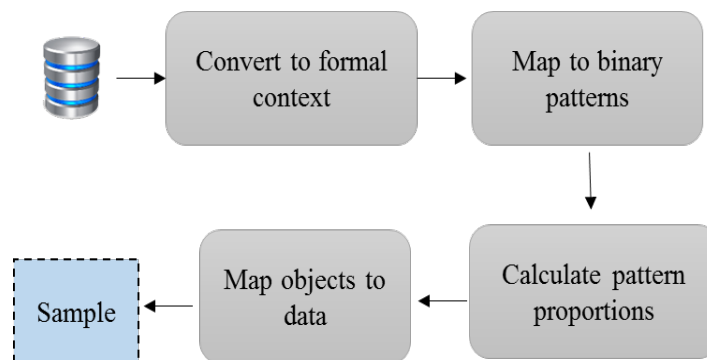 Convert to formal
context
Map to binary
patterns
Calculate pattern
proportions
Map objects to
data
Sample